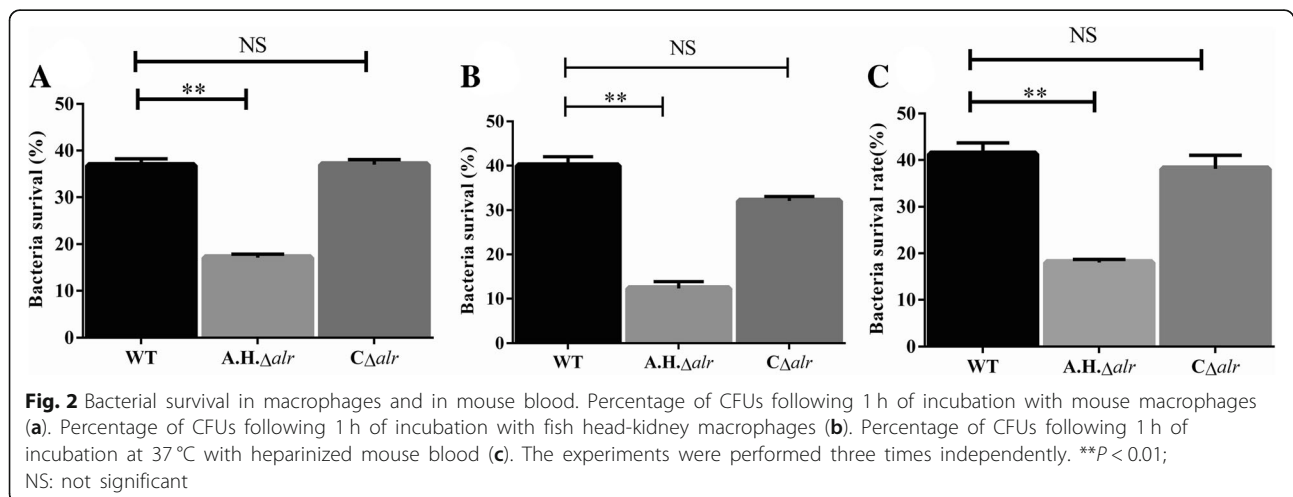 NS
A
**
50
40
30
20
10
0
Bacteria surival (%)
WT
A.H.Δalr
CΔalr
NS
B
**
50
40
30
20
10
0
Bacteria surival (%)
WT
A.H.Δalr
CΔalr
NS
C
**
50
40
30
20
10
0
Bacteria surival rate(%)
WT
A.H.Δalr
CΔalr
Fig. 2 Bacterial survival in macrophages and in mouse blood. Percentage of CFUs following 1 h of incubation with mouse macrophages
(a). Percentage of CFUs following 1 h of incubation with fish head-kidney macrophages (b). Percentage of CFUs following 1 h of
incubation at 37 °C with heparinized mouse blood (c). The experiments were performed three times independently. **P < 0.01;
NS: not significant